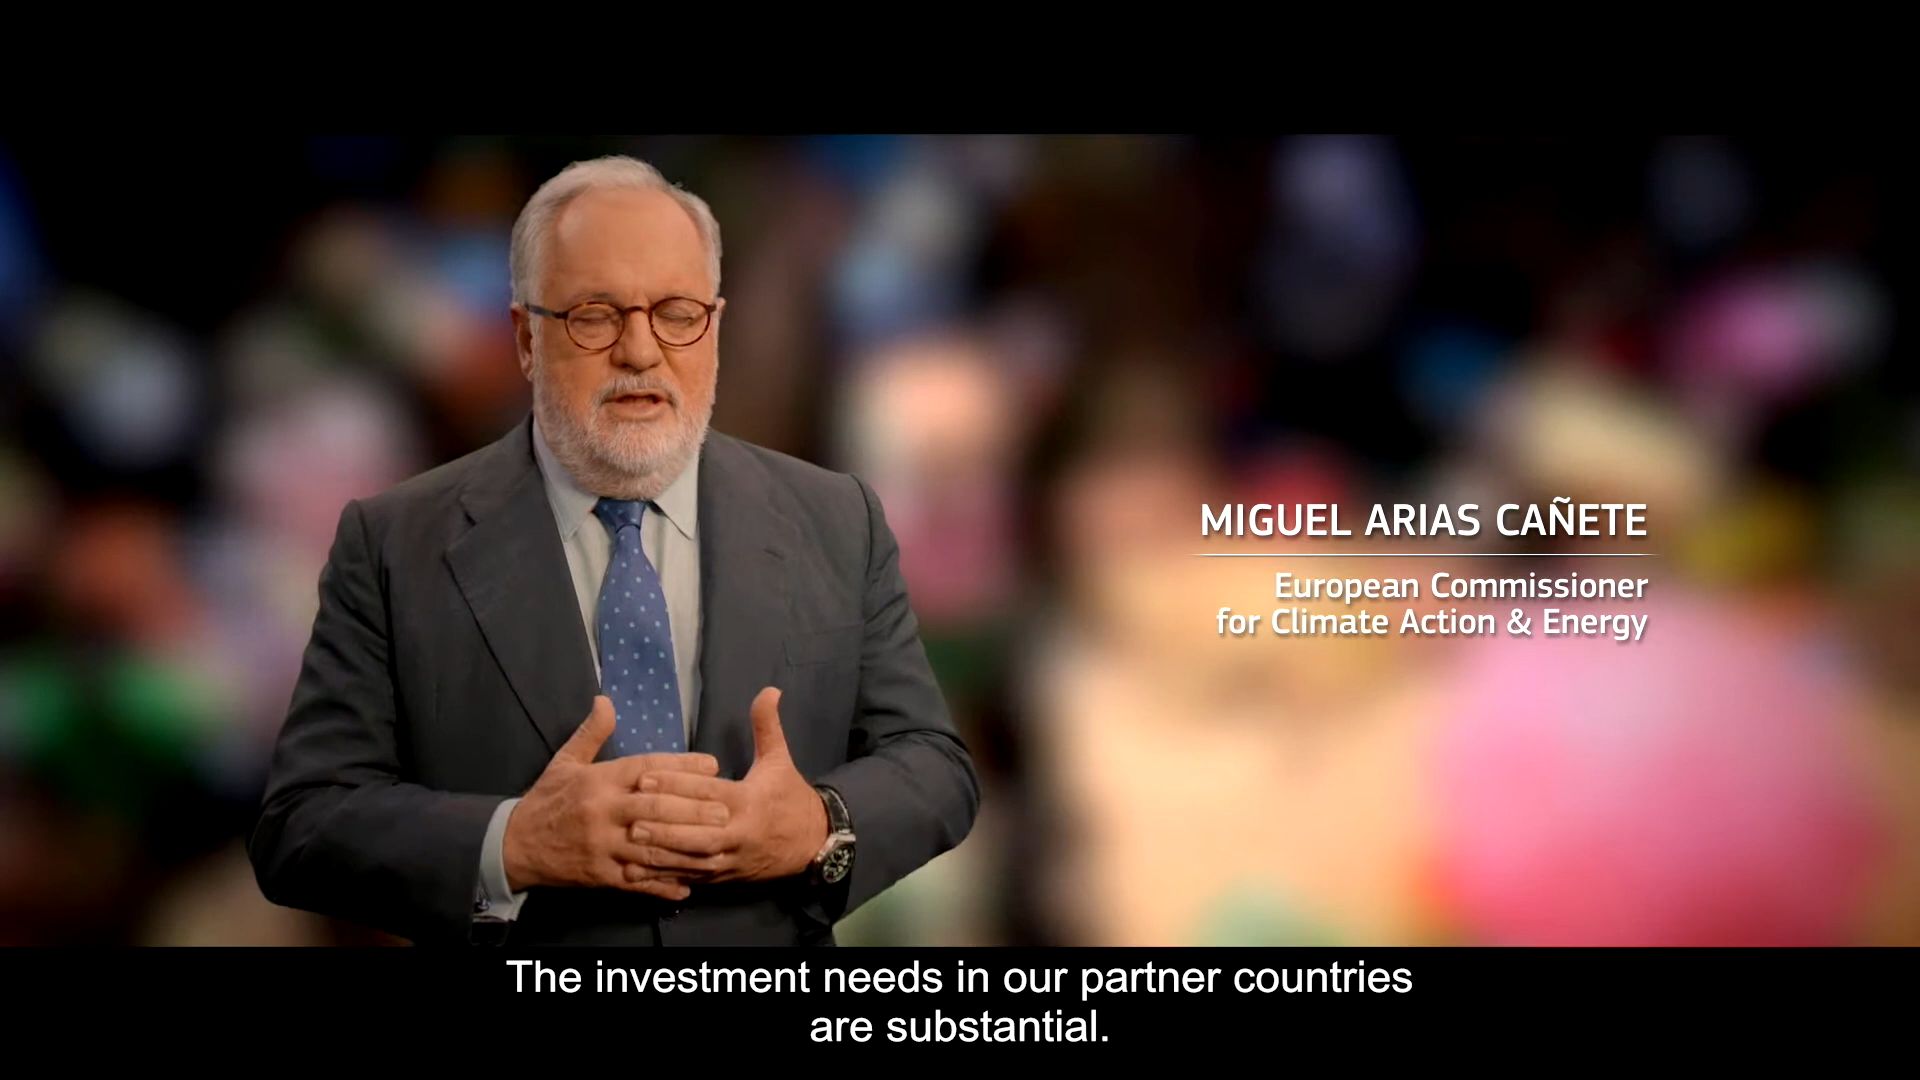 MIGUEL ARIAS CAÑETE
European Commissioner
for Climate Action & Energy
The investment needs in our partner countries
are substantial.